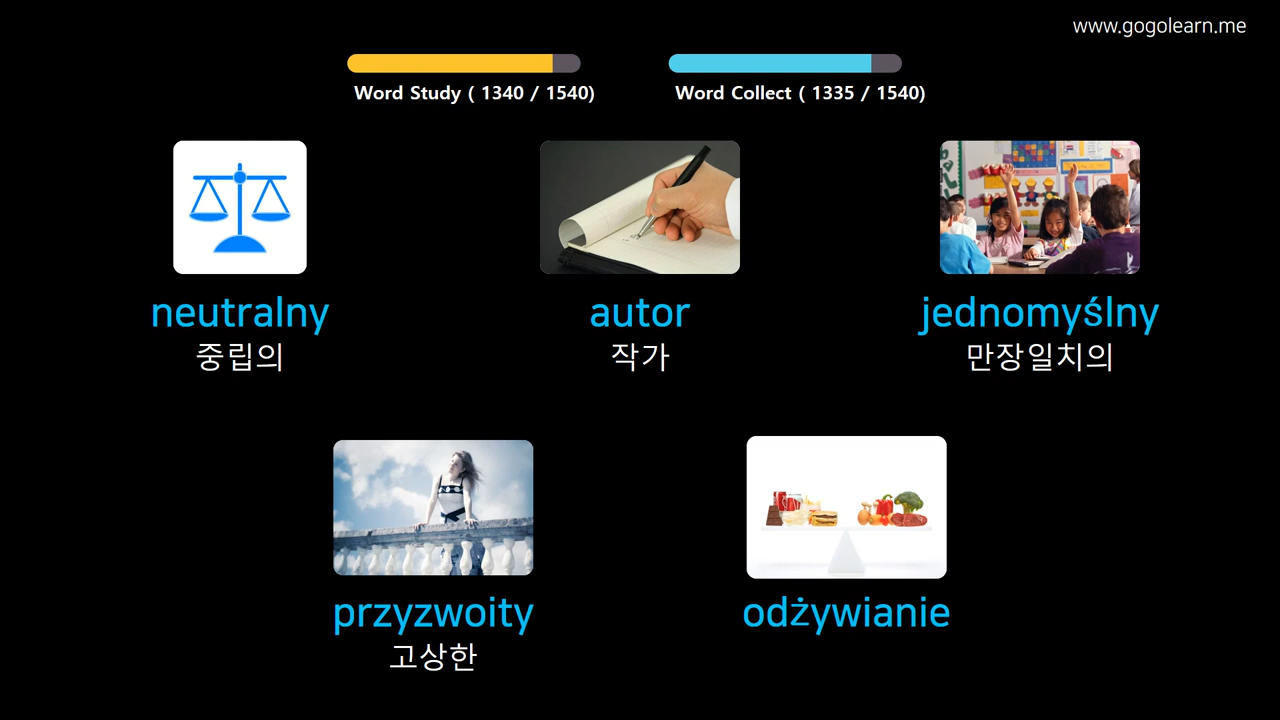 www.gogolearn.me
Word Study ( 1340 / 1540)
Word Collect ( 1335 / 1540)
neutralny
중립의
autor
작가
jednomyślny
만장일치의
przyzwoity
고상한
odżywianie